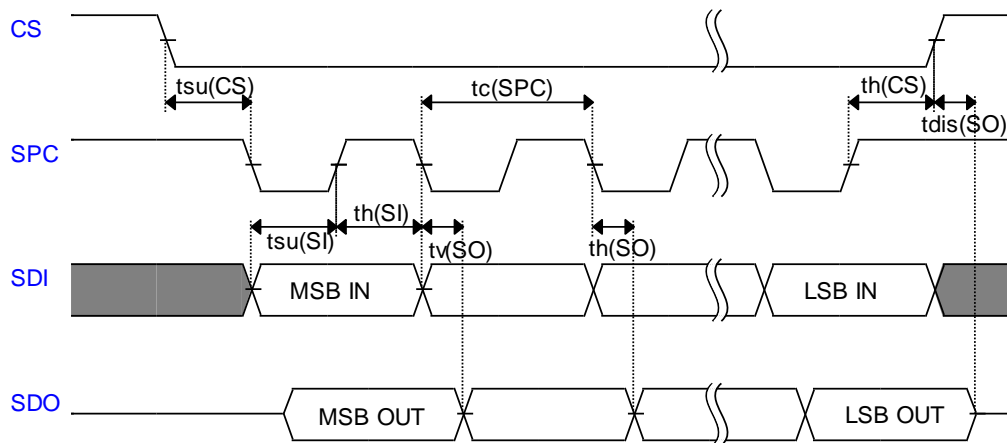 CS
tsu(CS)
tc(SPC)
th(CS)
tdis(SO)
SPC
tsu(SI)
th(SI)
tv(SO)
th(SO)
SDI
MSB IN
LSB IN
SDO
MSB OUT
LSB OUT